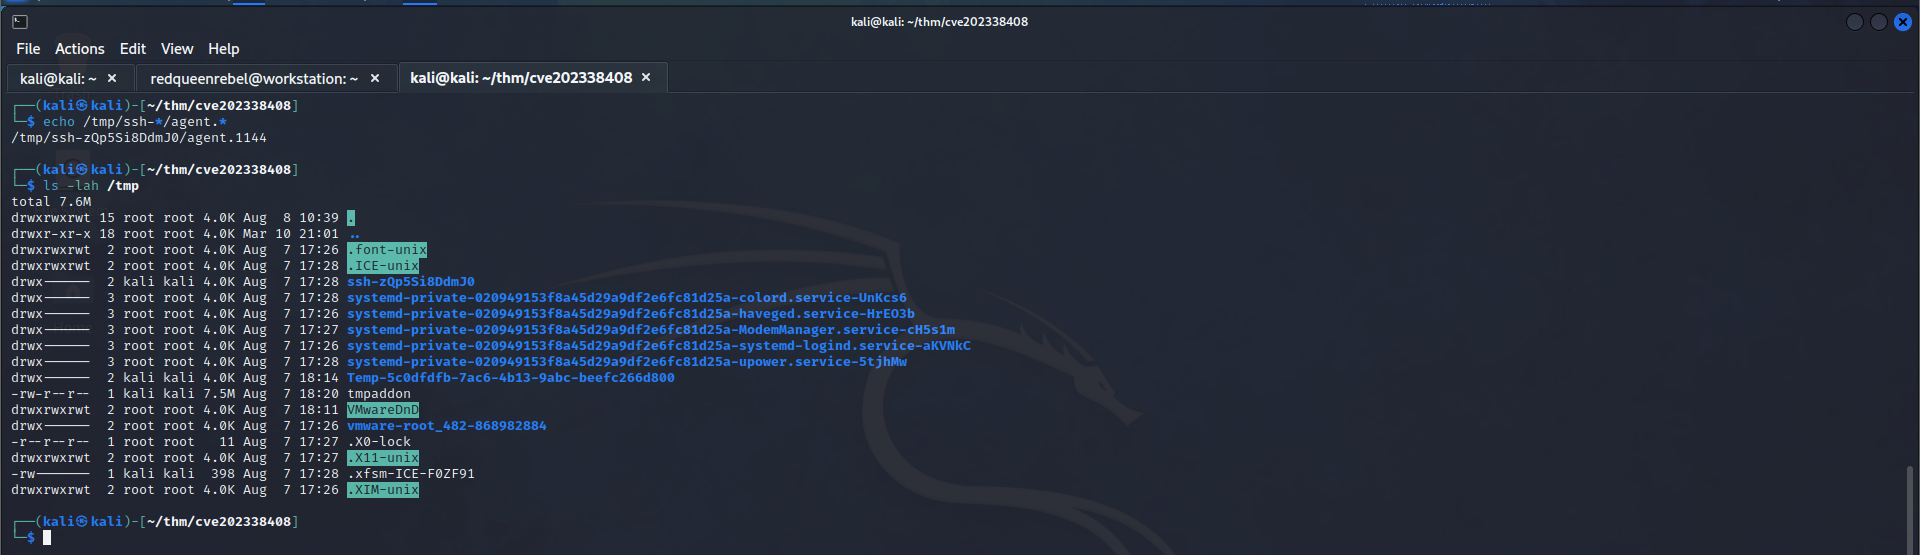 kali@kali: ~/thm/cve202338408
File Actions Edit View Help
kali@kali: ~ × redqueenrebel@workstation: ~ × kali@kali: ~/thm/cve202338408 ×
┌──(kali㉿kali)-[~/thm/cve202338408]
└─$ echo /tmp/ssh-*/agent.*
/tmp/ssh-zQp5Si8DdmJ0/agent.1144
┌──(kali㉿kali)-[~/thm/cve202338408]
└─$ ls -lah /tmp
total 7.6M
drwxrwxrwt 15 root root 4.0K Aug  8 10:39 .
drwxr-xr-x 18 root root 4.0K Mar 10 21:01 ..
drwxrwxrwt  2 root root 4.0K Aug  7 17:26 .font-unix
drwxrwxrwt  2 root root 4.0K Aug  7 17:28 .ICE-unix
drwx------  2 kali kali 4.0K Aug  7 17:28 ssh-zQp5Si8DdmJ0
drwx------  3 root root 4.0K Aug  7 17:28 systemd-private-020949153f8a45d29a9df2e6fc81d25a-colord.service-UnKcs6
drwx------  3 root root 4.0K Aug  7 17:26 systemd-private-020949153f8a45d29a9df2e6fc81d25a-haveged.service-HrEO3b
drwx------  3 root root 4.0K Aug  7 17:27 systemd-private-020949153f8a45d29a9df2e6fc81d25a-ModemManager.service-cH5s1m
drwx------  3 root root 4.0K Aug  7 17:26 systemd-private-020949153f8a45d29a9df2e6fc81d25a-systemd-logind.service-aKVNkC
drwx------  3 root root 4.0K Aug  7 17:28 systemd-private-020949153f8a45d29a9df2e6fc81d25a-upower.service-5tjhMw
drwx------  2 kali kali 4.0K Aug  7 18:14 Temp-5c0dfdfb-7ac6-4b13-9abc-beefc266d800
-rw-r--r--  1 kali kali 7.5M Aug  7 18:20 tmpaddon
drwxrwxrwt  2 root root 4.0K Aug  7 18:11 VMwareDnD
drwx------  2 root root 4.0K Aug  7 17:26 vmware-root_482-868982884
-r--r--r--  1 root root   11 Aug  7 17:27 .X0-lock
drwxrwxrwt  2 root root 4.0K Aug  7 17:27 .X11-unix
-rw-------  1 kali kali  398 Aug  7 17:28 .xfsm-ICE-F0ZF91
drwxrwxrwt  2 root root 4.0K Aug  7 17:26 .XIM-unix
┌──(kali㉿kali)-[~/thm/cve202338408]
└─$